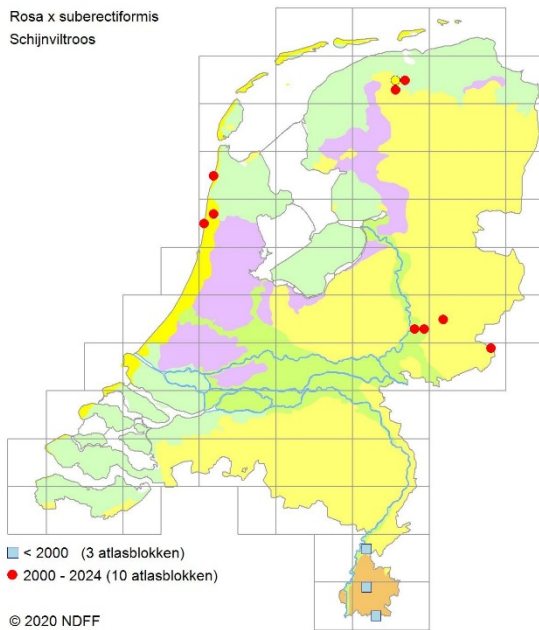 Rosa x suberectiformis
Schijnviltroos
< 2000 (3 atlasblokken)
2000 - 2024 (10 atlasblokken)
© 2020 NDFF